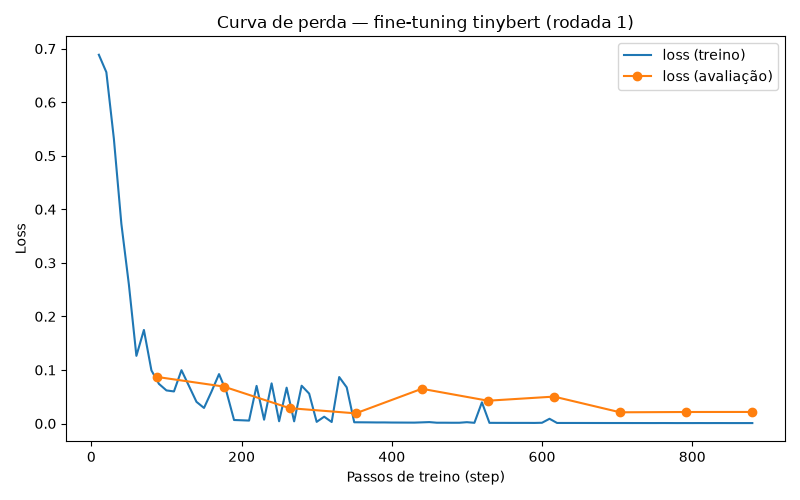 Curva de perda — fine-tuning tinybert (rodada 1)
loss (treino)
loss (avaliação)
Loss
0.7
0.6
0.5
0.4
0.3
0.2
0.1
0.0
0
200
400
600
800
Passos de treino (step)